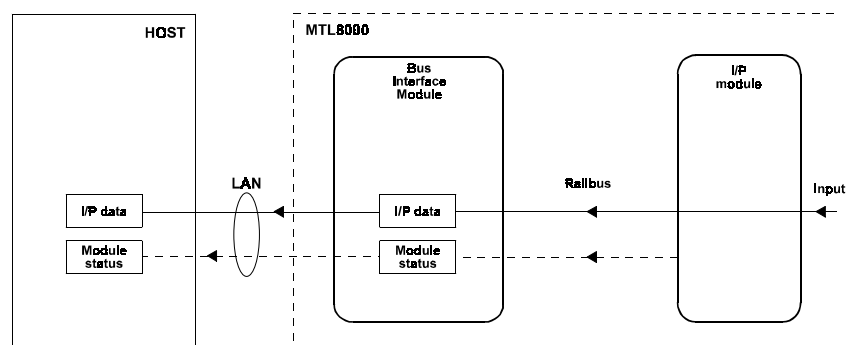 HOST
MTL8000
Bus
Interface
Module
I/P
module
LAN
Railbus
Input
I/P data
I/P data
Module
status
Module
status